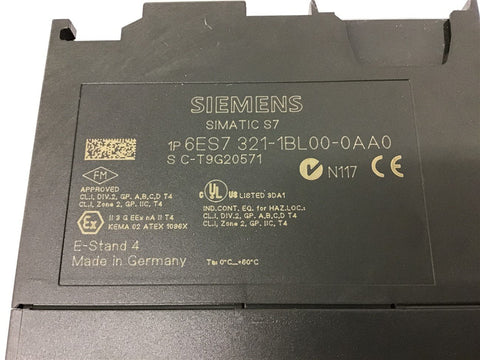 SIEMENS
SIMATIC S7
1P 6ES7 321-1BL00-0AA0
S C-T9G20571
FM
APPROVED
CL.I, DIV.2, GP. A,B,C,D T4
CL.I, Zone 2, GP. IIC, T4
C UL US LISTED 3DA1
IND.CONT. EQ. for HAZ.LOC.:
CL.I, DIV.2, GP. A,B,C,D T4
CL.I, Zone 2, GP. IIC, T4
N117 CE
Ex II 3 G EEx nA II T4
KEMA 02 ATEX 1096X
E-Stand 4
Made in Germany
Ta: 0°C...+60°C